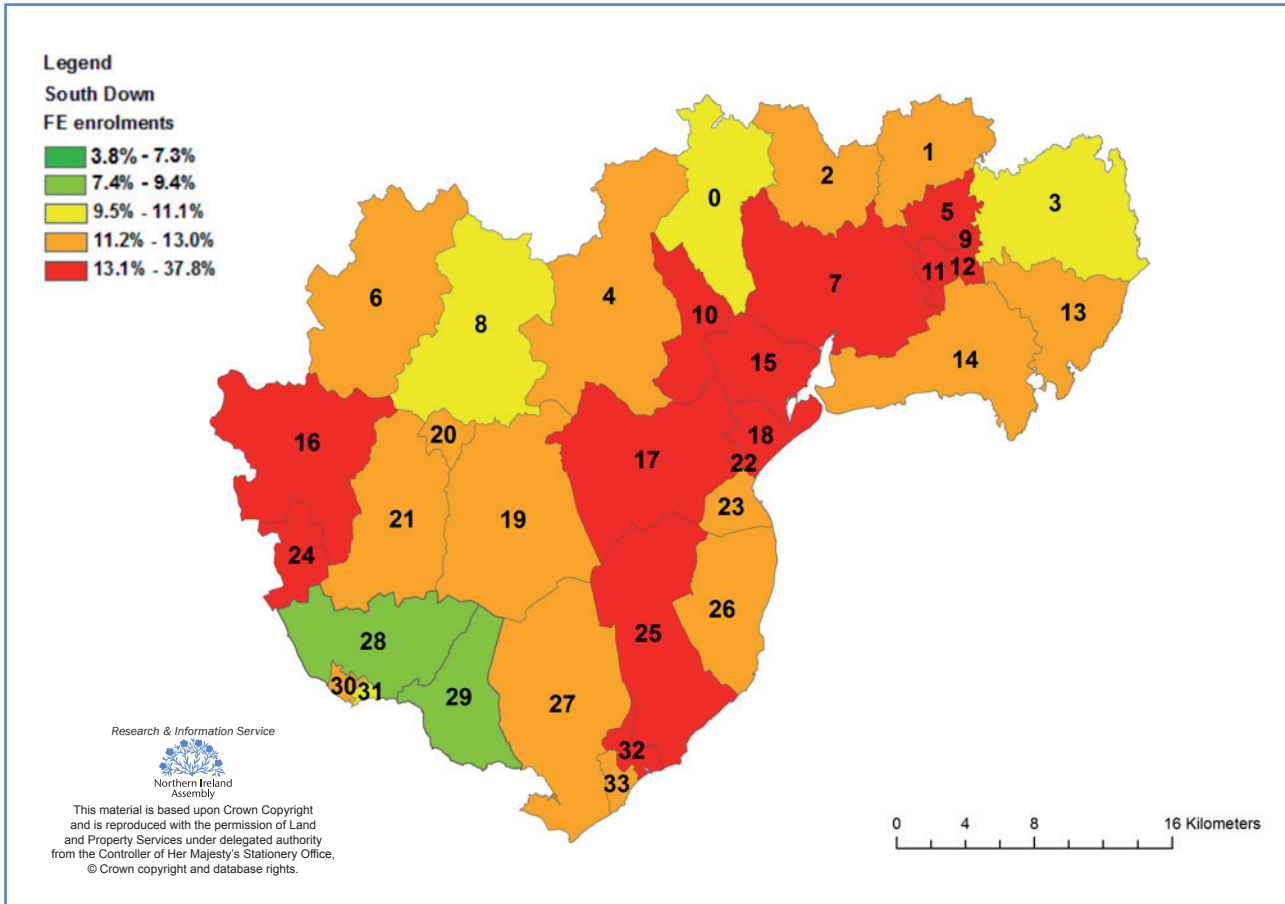 Legend
South Down
FE enrolments
3.8% - 7.3%
7.4% - 9.4%
9.5% - 11.1%
11.2% - 13.0%
13.1% - 37.8%
0
1
2
3
4
5
6
7
8
9
10
11
12
13
14
15
16
17
18
19
20
21
22
23
24
25
26
27
28
29
30
31
32
33
Research & Information Service
Northern Ireland
Assembly
This material is based upon Crown Copyright
and is reproduced with the permission of Land
and Property Services under delegated authority
from the Controller of Her Majesty's Stationery Office,
© Crown copyright and database rights.
0 4 8 16 Kilometers